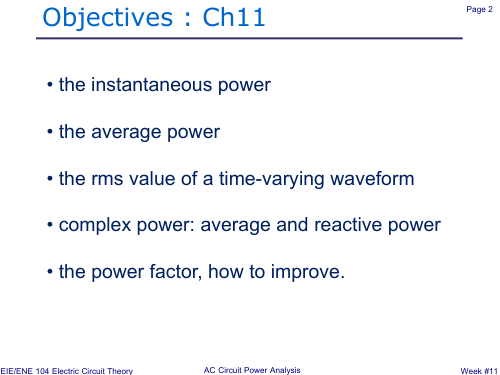 Objectives : Ch11
Page 2
• the instantaneous power
• the average power
• the rms value of a time-varying waveform
• complex power: average and reactive power
• the power factor, how to improve.
EIE/ENE 104 Electric Circuit Theory
AC Circuit Power Analysis
Week #11